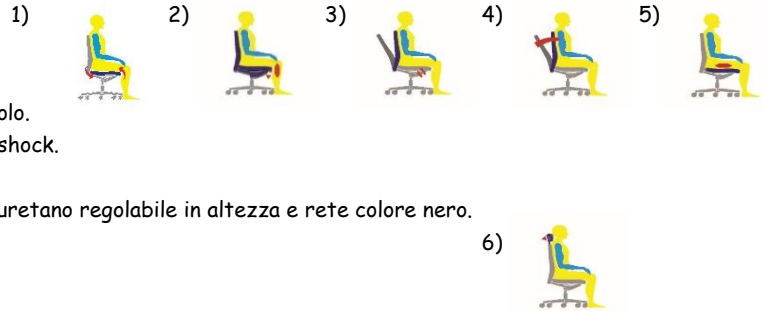 1) 2) 3) 4) 5)
olo.
shock.
uretano regolabile in altezza e rete colore nero.
6)